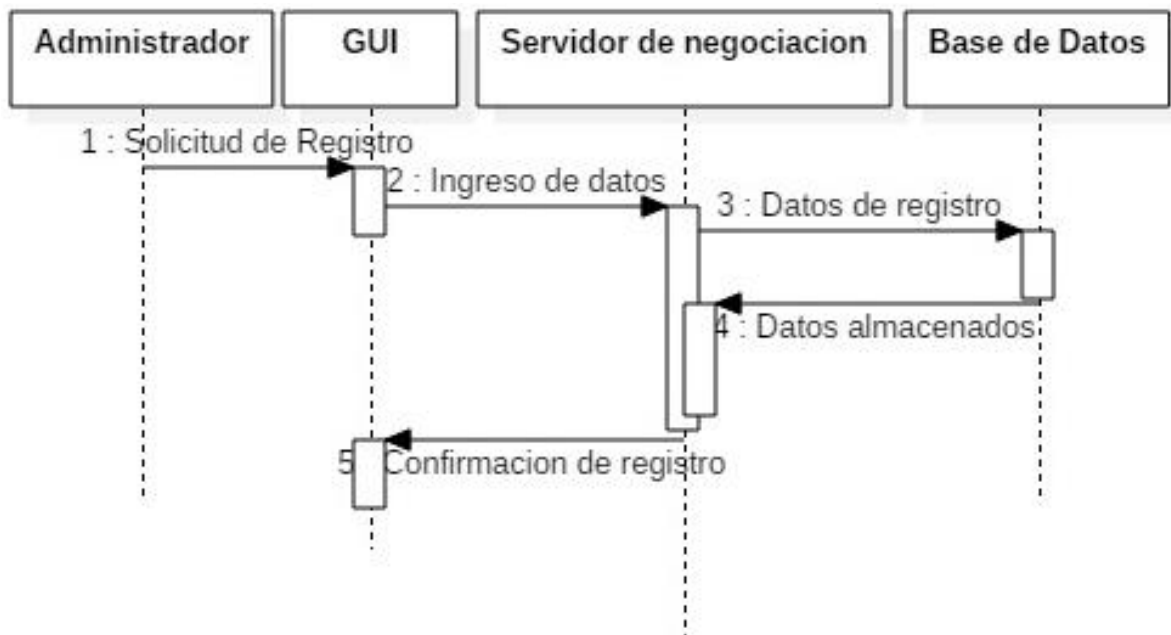 Administrador
GUI
Servidor de negociacion
Base de Datos
1 : Solicitud de Registro
2 : Ingreso de datos
3 : Datos de registro
4 : Datos almacenados
5 Confirmacion de registro